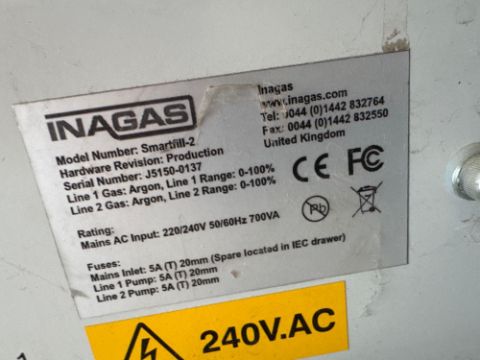 INAGAS
Model Number: Smartfill-2
Hardware Revision: Production
Serial Number: J5150-0137
Line 1 Gas: Argon, Line 1 Range: 0-100%
Line 2 Gas: Argon, Line 2 Range: 0-100%
Rating:
Mains AC Input: 220/240V 50/60Hz 700VA
Fuses:
Mains Inlet: 5A (T) 20mm (Spare located in IEC drawer)
Line 1 Pump: 5A (T) 20mm
Line 2 Pump: 5A (T) 20mm
Inagas
www.inagas.com
Tel: 0044 (0)1442 832764
Fax: 0044 (0)1442 832550
United Kingdom
CE FC
Pb
240V.AC